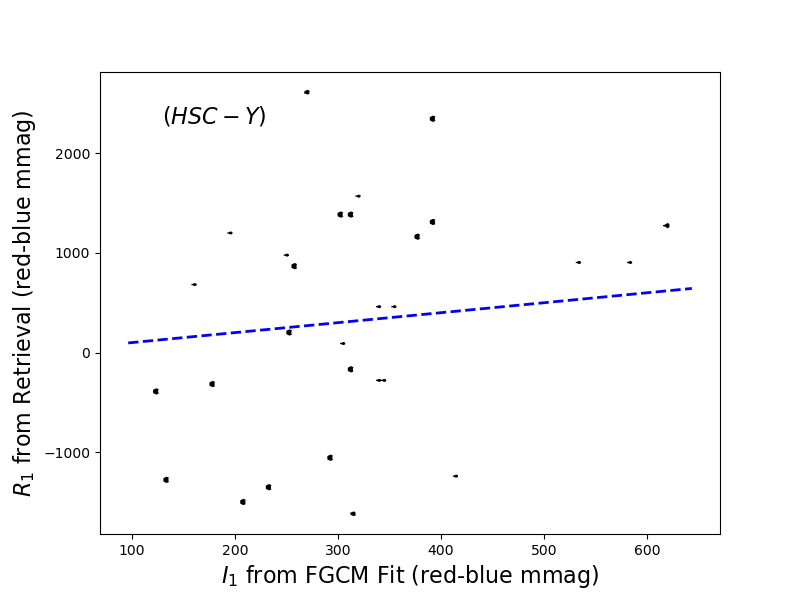 (HSC − Y)
2000
1000
0
−1000
100 200 300 400 500 600
R₁ from Retrieval (red-blue mmag)
I₁ from FGCM Fit (red-blue mmag)